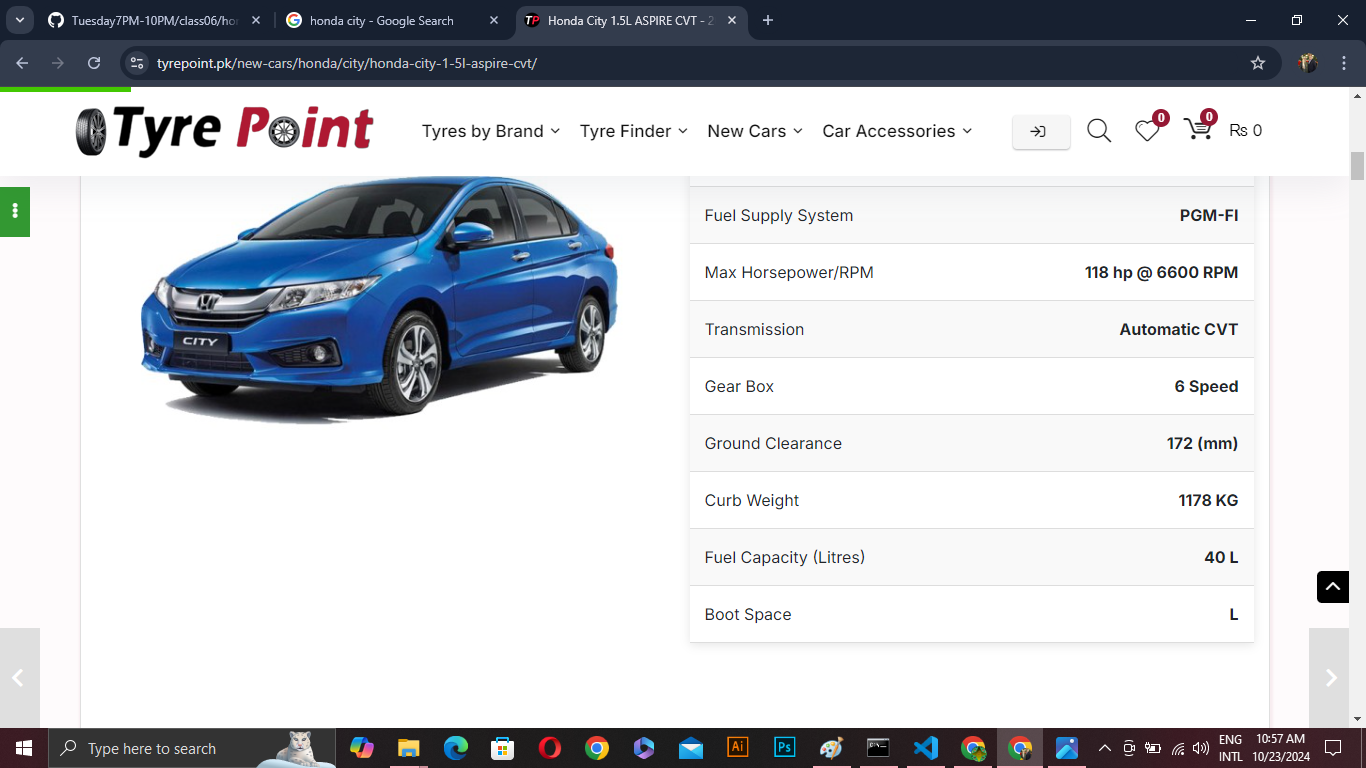 Tuesday7PM-10PM/class06/hor
honda city - Google Search
TP Honda City 1.5L ASPIRE CVT - 2
tyrepoint.pk/new-cars/honda/city/honda-city-1-5l-aspire-cvt/
Tyre Point
Tyres by Brand
Tyre Finder
New Cars
Car Accessories
0
0
₨ 0
CITY
Fuel Supply System PGM-FI
Max Horsepower/RPM 118 hp @ 6600 RPM
Transmission Automatic CVT
Gear Box 6 Speed
Ground Clearance 172 (mm)
Curb Weight 1178 KG
Fuel Capacity (Litres) 40 L
Boot Space L
Type here to search
Ai
Ps
ENG
INTL
10:57 AM
10/23/2024